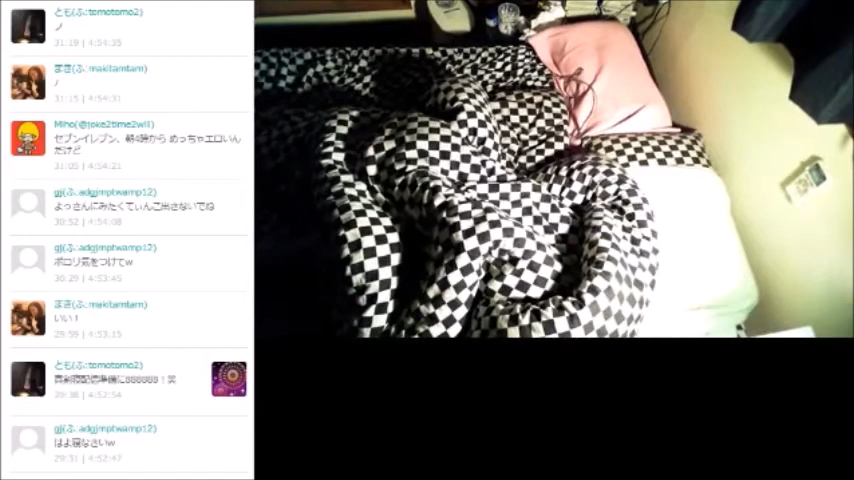 とも(ふ:tomotomo2)
ノ
31:19 | 4:54:35
まき(ふ:makitamtam)
ﾉ
31:15 | 4:54:31
Miho(@joke2time2will)
セブンイレブン、朝4時から めっちゃエロいん
だけど
31:05 | 4:54:21
gj(ふ:adgjmptwamp12)
よっさんにみたくてぃんこ出さないでね
30:52 | 4:54:08
gj(ふ:adgjmptwamp12)
ポロリ気をつけてw
30:29 | 4:53:45
まき(ふ:makitamtam)
いい！
29:59 | 4:53:15
とも(ふ:tomotomo2)
888888！笑
29:38 | 4:52:54
gj(ふ:adgjmptwamp12)
はよ寝なさいw
29:31 | 4:52:47